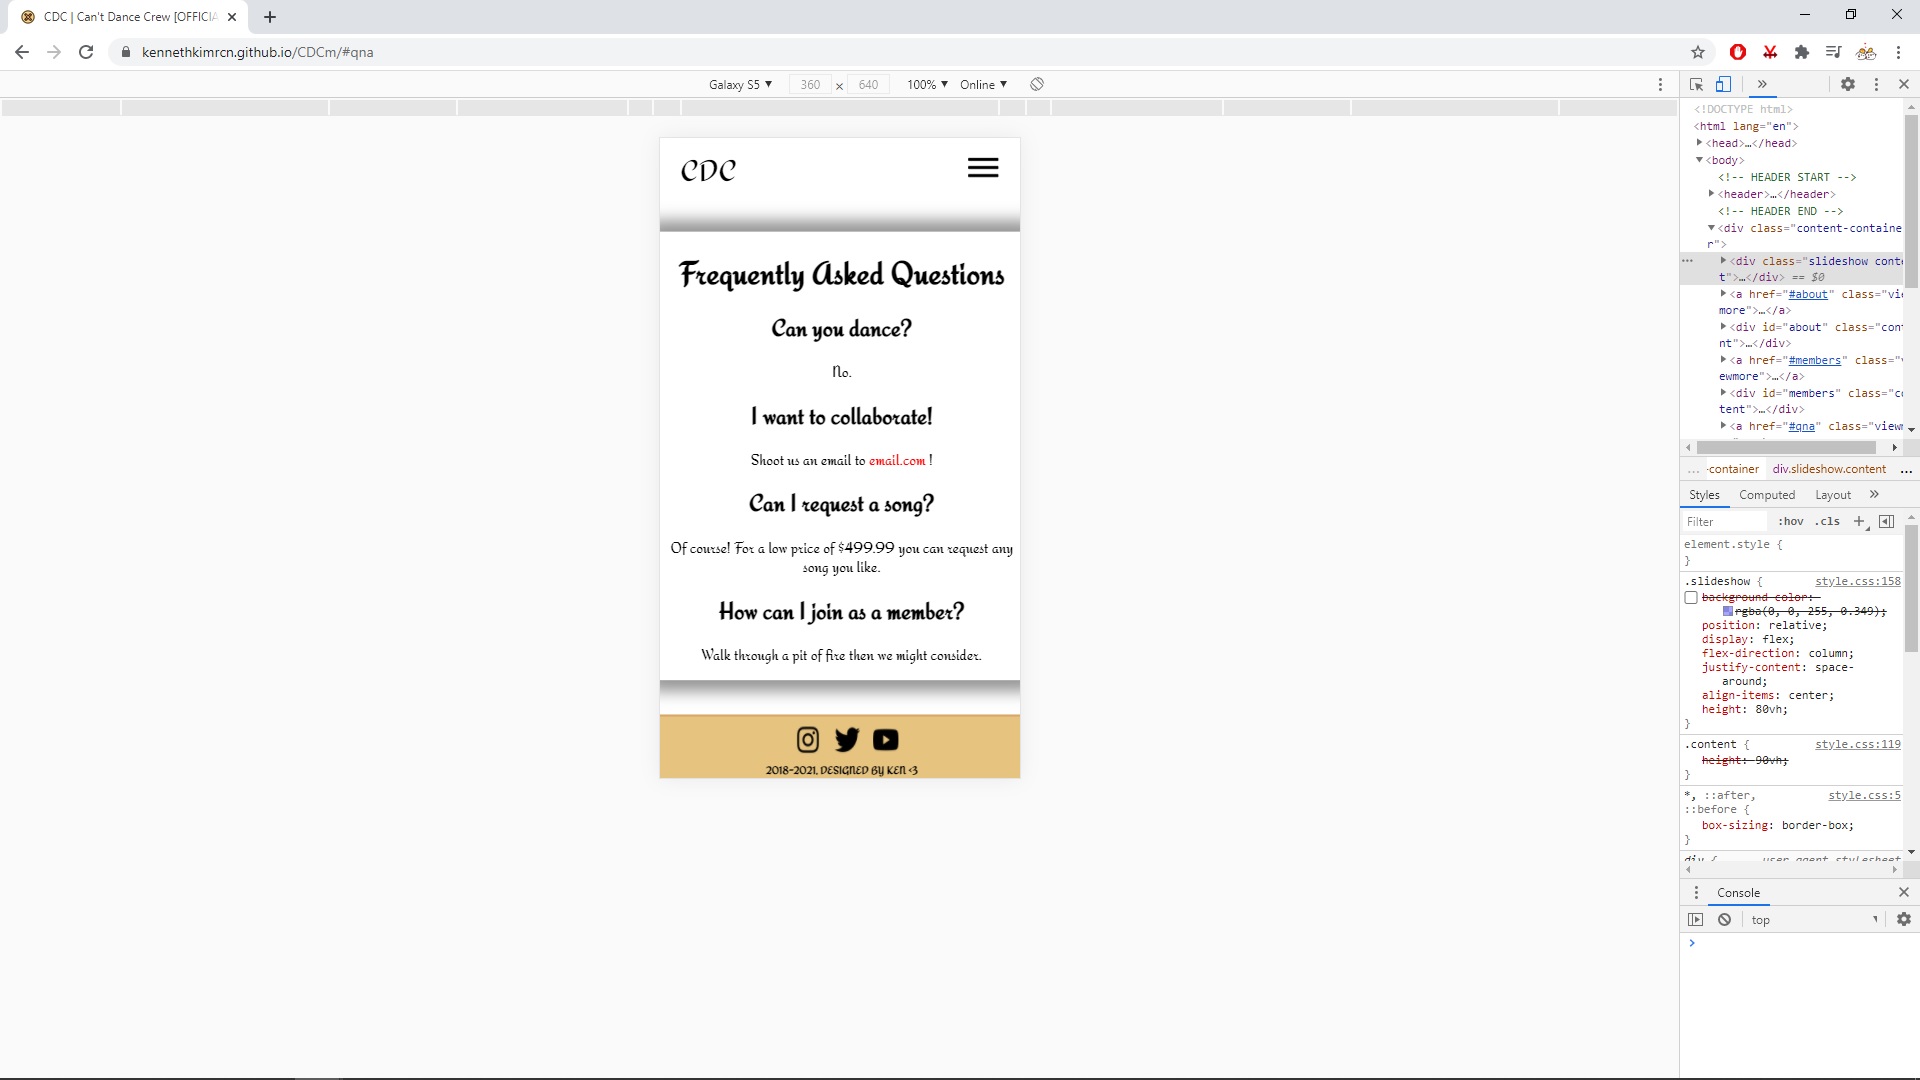 CDC | Can't Dance Crew [OFFICIA
kennethkimrcn.github.io/CDCm/#qna
Galaxy S5 360 x 640 100% Online
CDC
Frequently Asked Questions
Can you dance?
No.
I want to collaborate!
Shoot us an email to email.com !
Can I request a song?
Of course! For a low price of $499.99 you can request any
song you like.
How can I join as a member?
Walk through a pit of fire then we might consider.
2018-2021, DESIGNED BY KEN <3
<!DOCTYPE html>
<html lang="en">
<head>…</head>
<body>
<!-- HEADER START -->
<header>…</header>
<!-- HEADER END -->
<div class="content-containe
r">
<div class="slideshow conte
t">…</div> == $0
<a href="#about" class="vie
more">…</a>
<div id="about" class="con
nt">…</div>
<a href="#members" class="v
ewmore">…</a>
<div id="members" class="co
tent">…</div>
<a href="#qna" class="view
... -container div.slideshow.content ...
Styles Computed Layout
Filter :hov .cls
element.style {
}
.slideshow { style.css:158
background-color:
rgba(0, 0, 255, 0.349);
position: relative;
display: flex;
flex-direction: column;
justify-content: space-
around;
align-items: center;
height: 80vh;
}
.content { style.css:119
height: 90vh;
}
*, ::after, style.css:5
::before {
box-sizing: border-box;
}
div { user agent stylesheet
Console
top